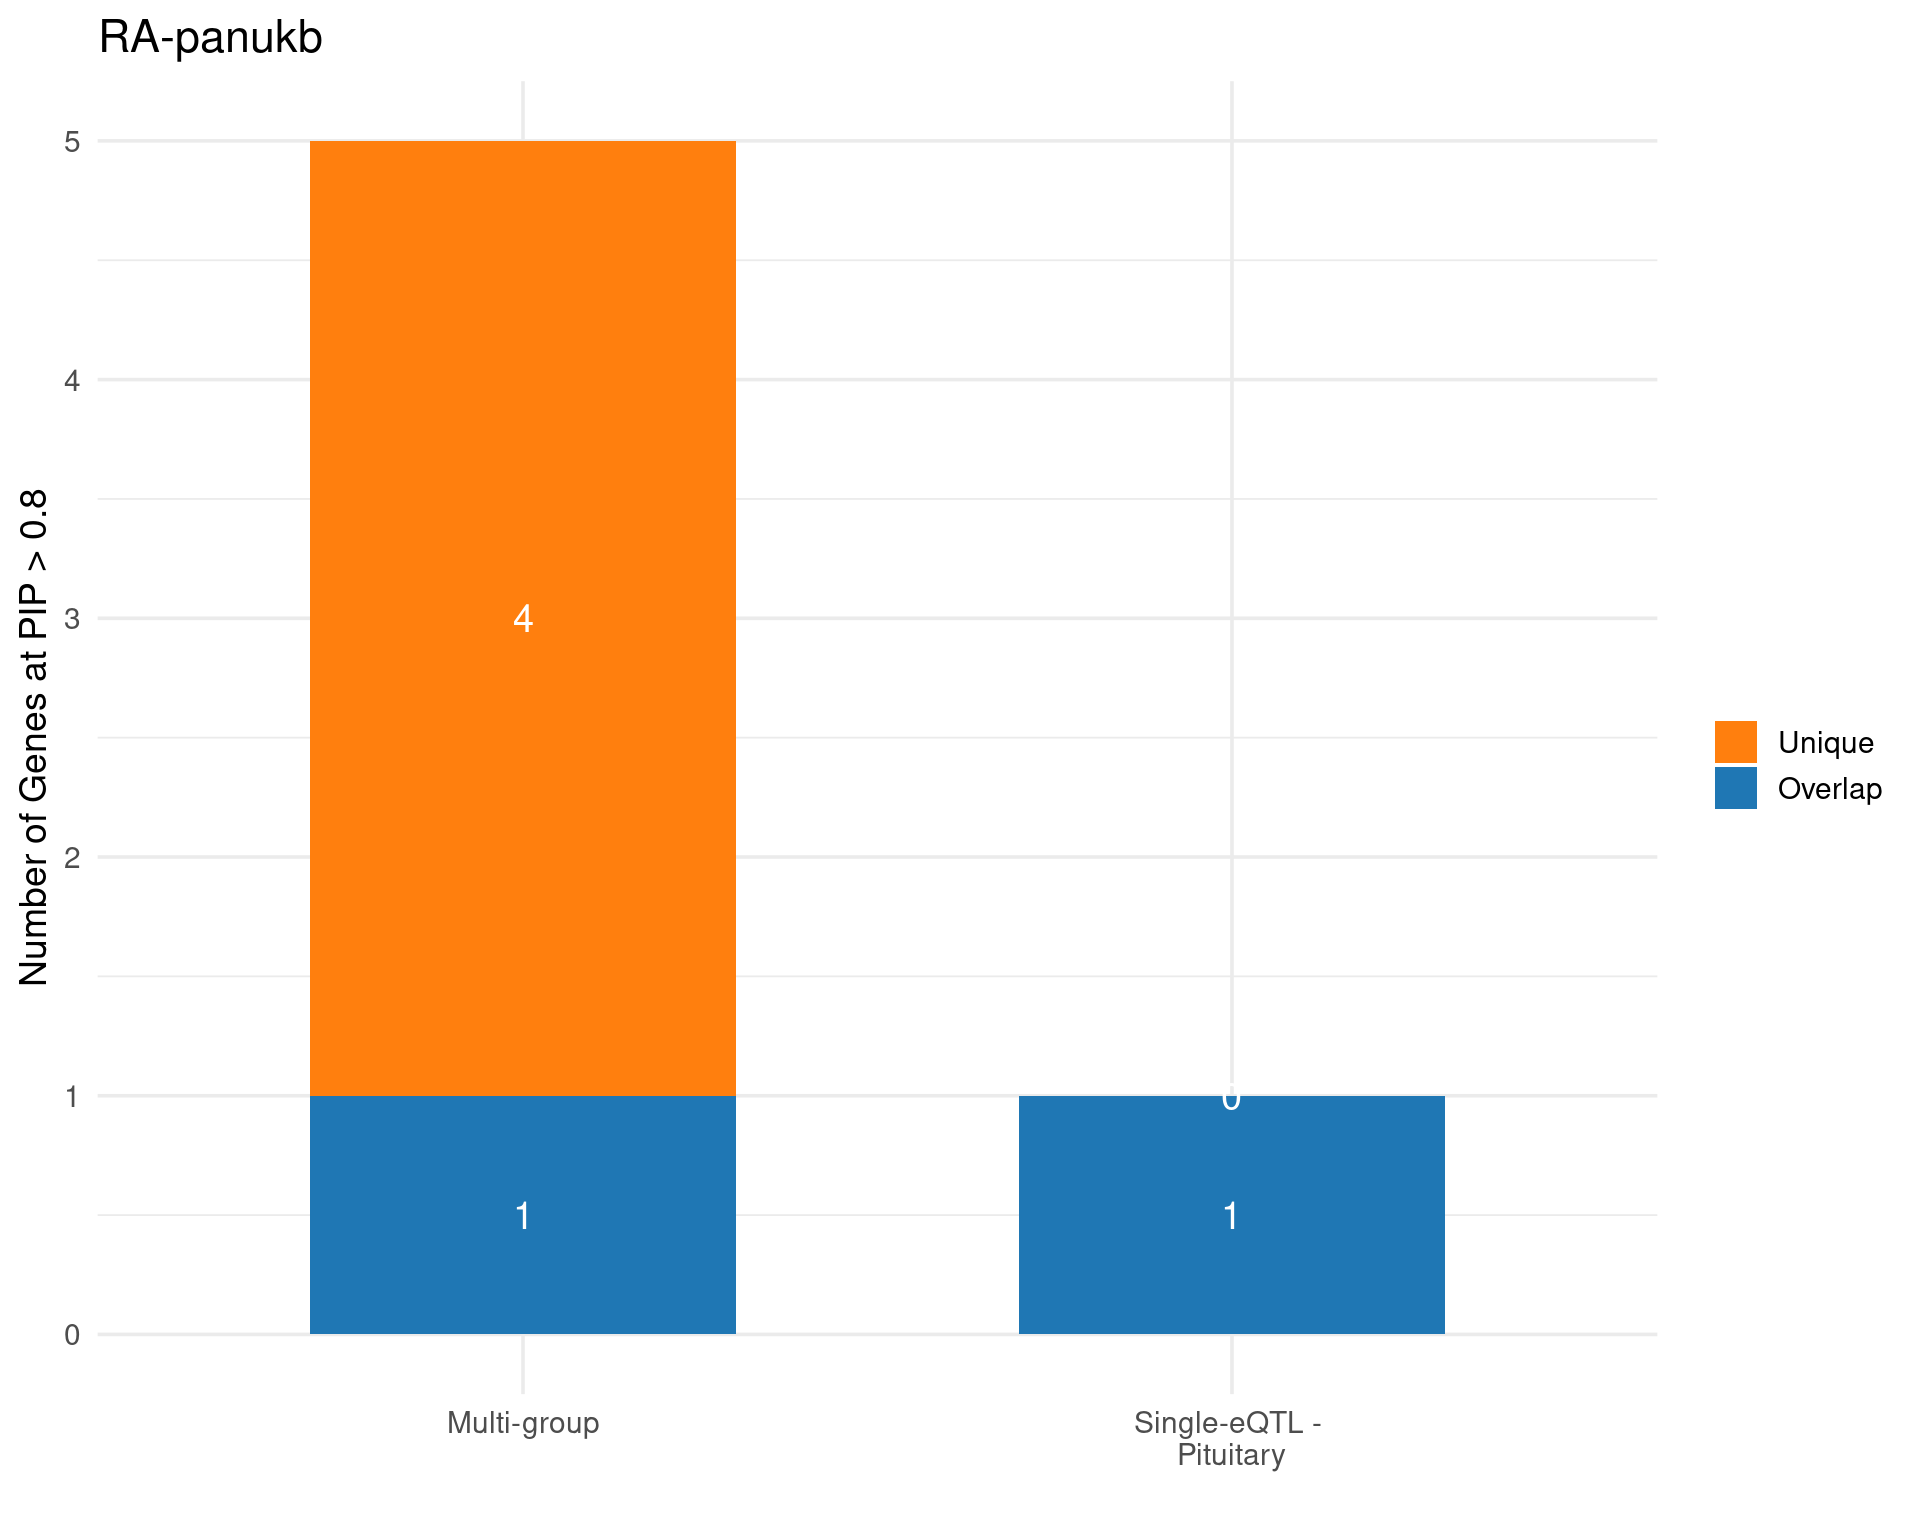 RA-panukb
Number of Genes at PIP > 0.8
5
4
3
2
1
0
4
1
0
1
Multi-group
Single-eQTL -
Pituitary
Unique
Overlap